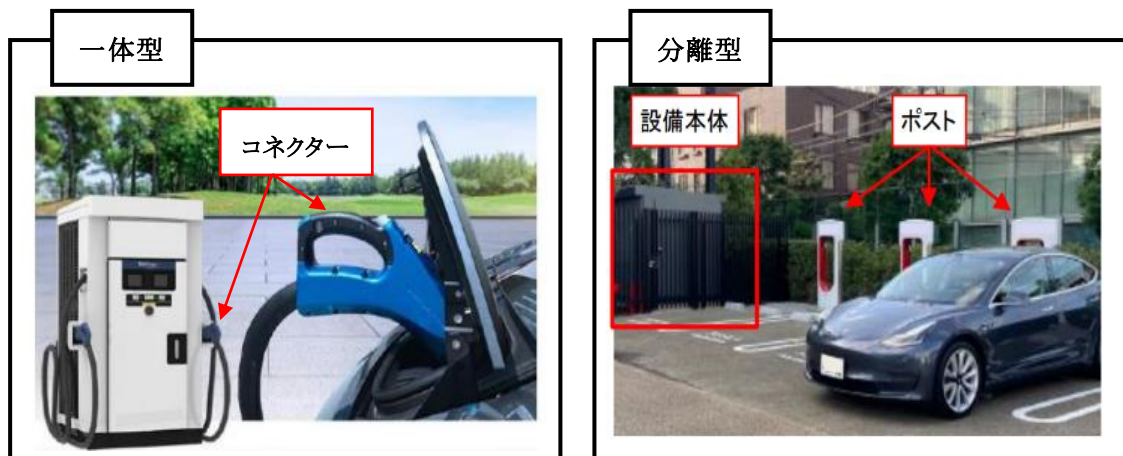 一体型
コネクター
分離型
設備本体
ポスト